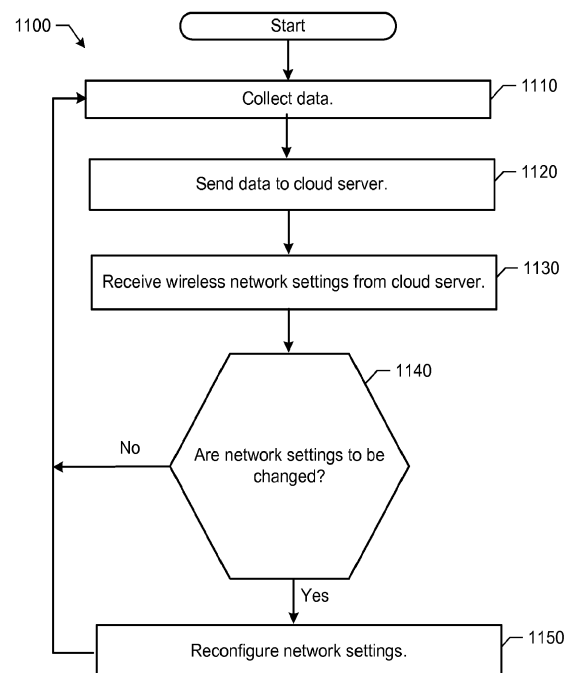 1100
Start
Collect data.
1110
Send data to cloud server.
1120
Receive wireless network settings from cloud server.
1130
1140
Are network settings to be
changed?
No
Yes
Reconfigure network settings.
1150